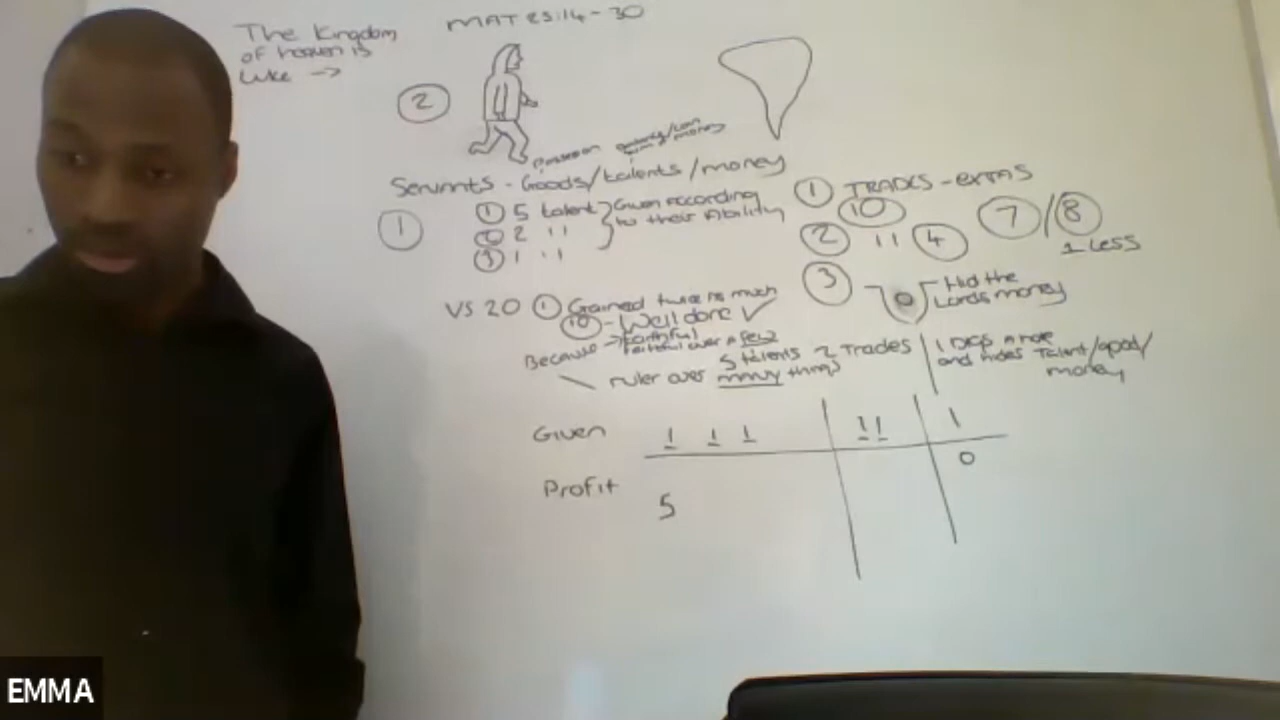 The Kingdom
of heaven is
Like →
MAT 25:14-30
2
Servants - Goods/talents/money
1
1 5 talent
2 2 "
3 1 "
Given According
to their Ability
1 TRADES - extras
10
2 11 4
7/8
1 Less
3
Hid the
Lords money
VS 20 1 Gained twice as much
10 - Well done ✓
Because → faithful
faithful over a few
ruler over many things
5 talents 2 Trades
1 Digs A hole
and hides Talent/good/
money
Given 1 1 1 11 1
Profit 5 0
EMMA